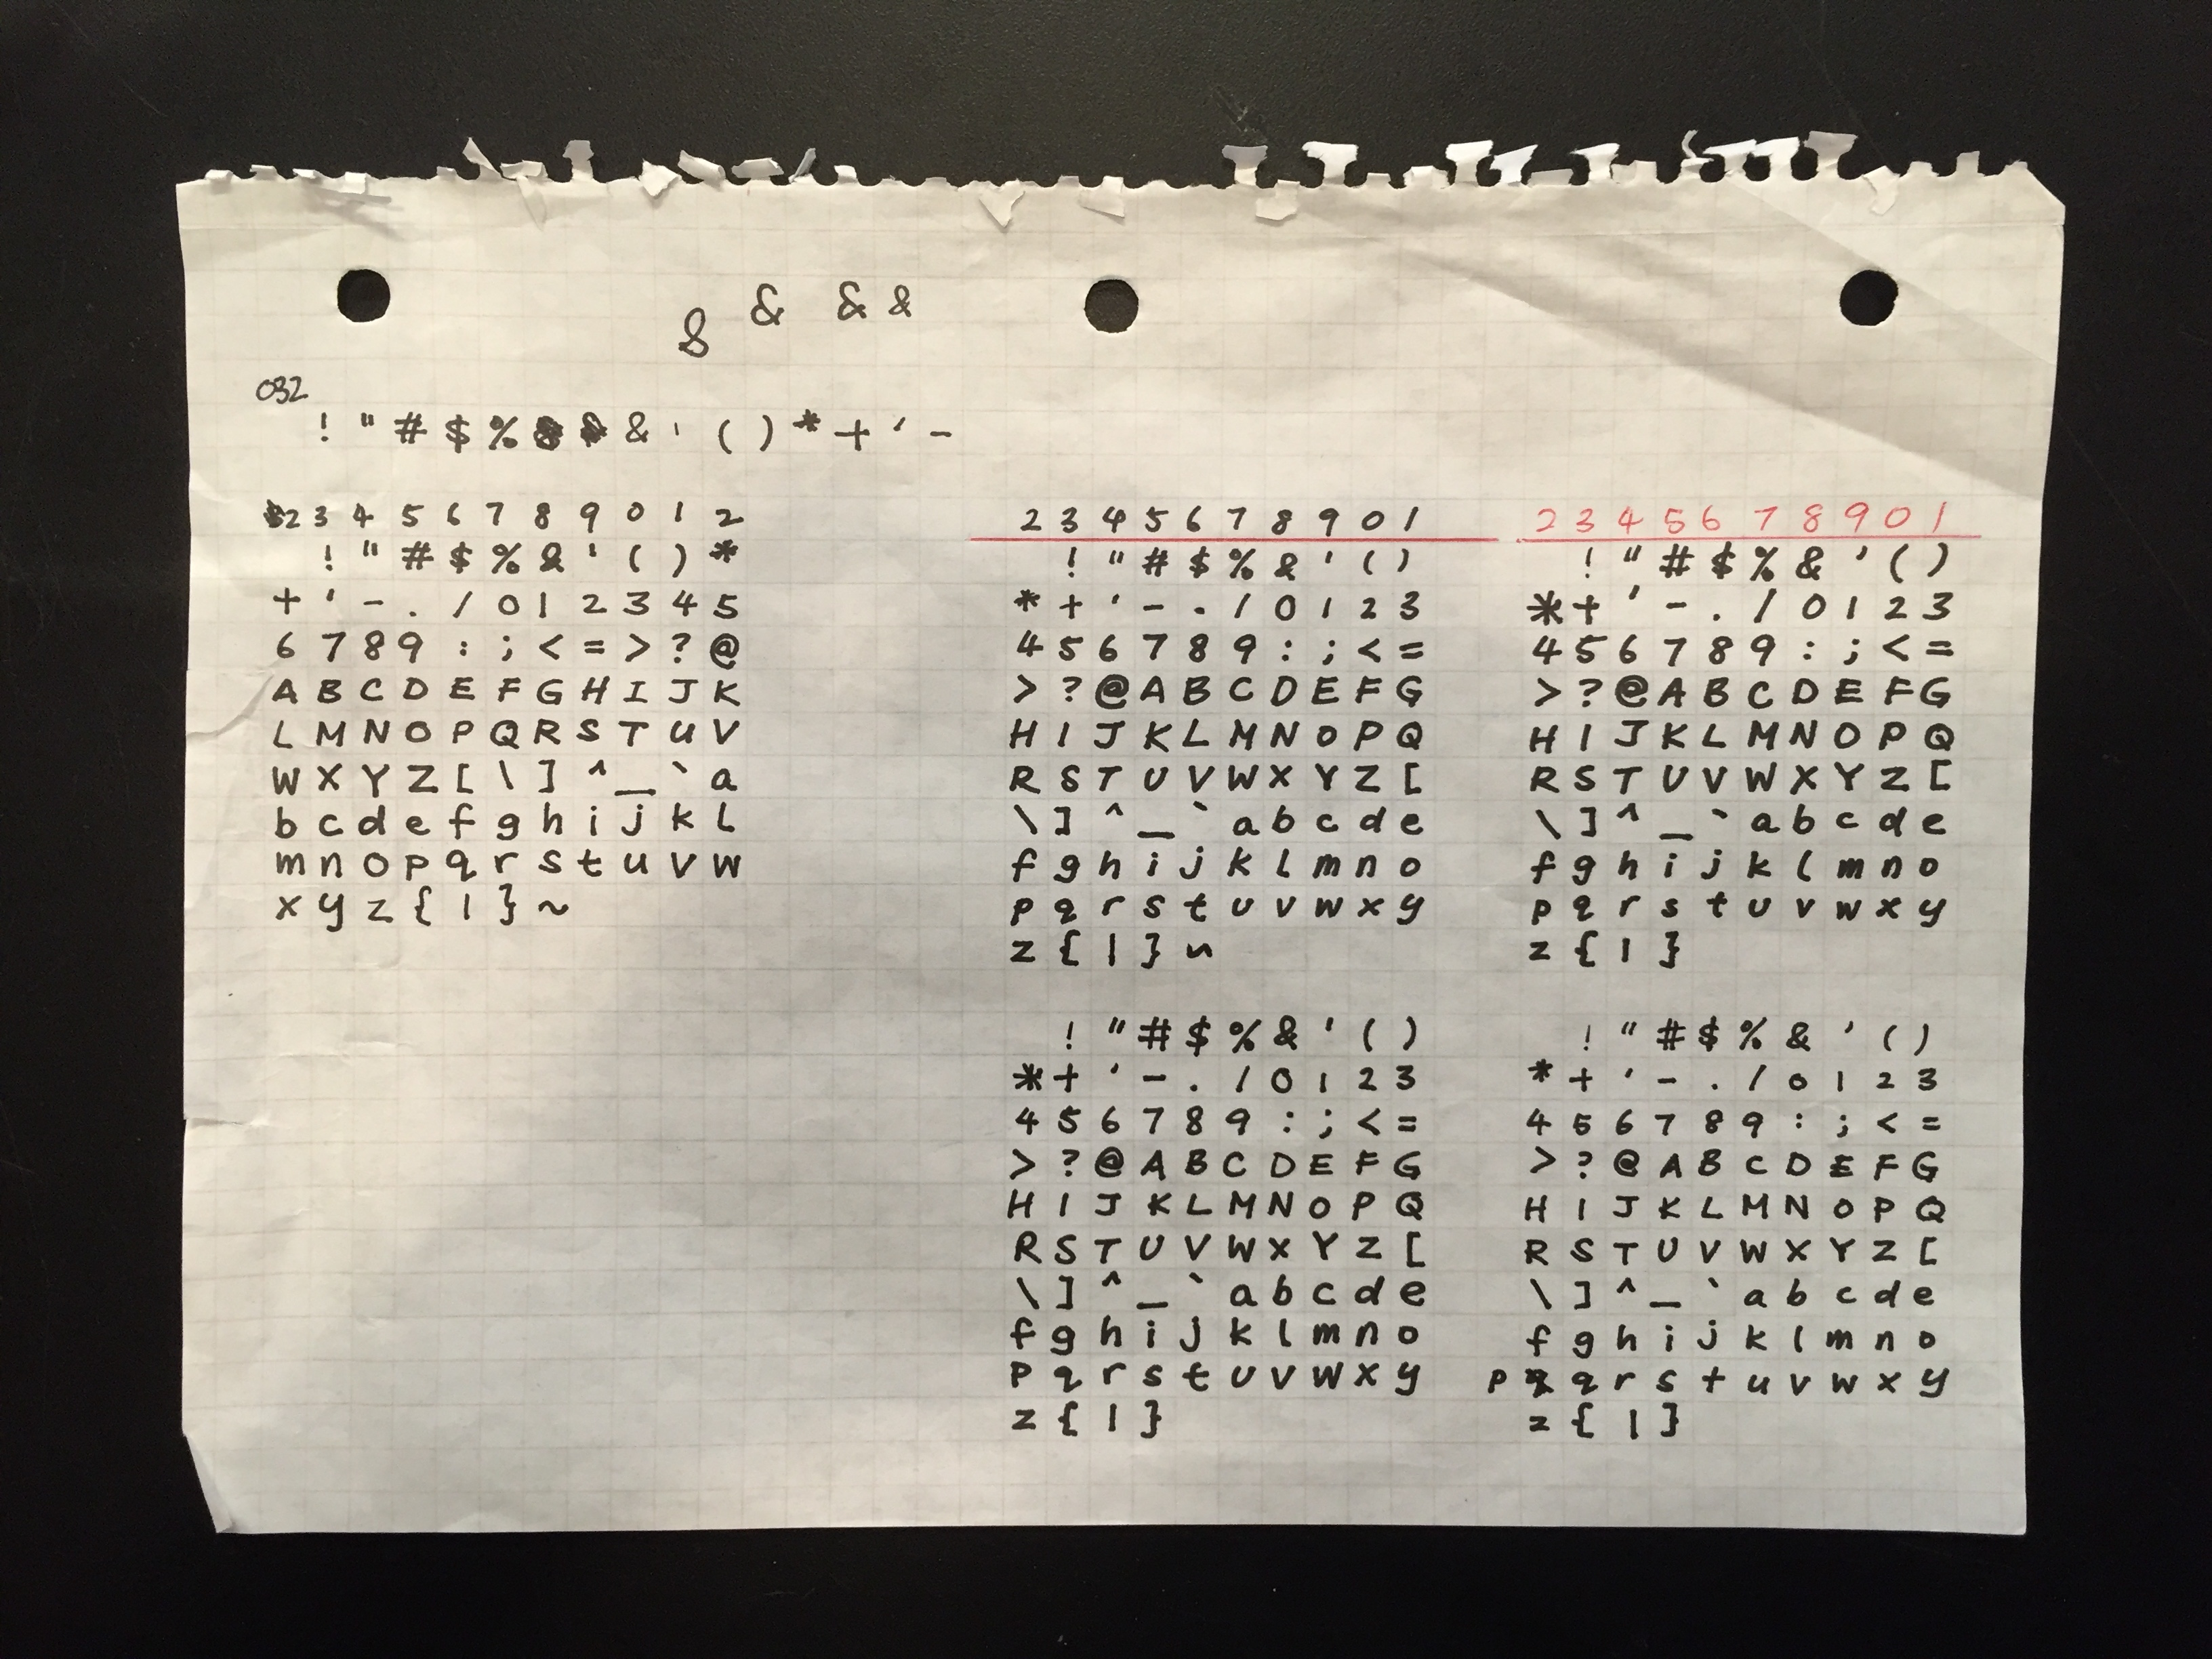 & & & &
032
! " # $ % & ' ( ) * + ' -
2 3 4 5 6 7 8 9 0 1 2
! " # $ % & ' ( ) *
+ ' - . / 0 1 2 3 4 5
6 7 8 9 : ; < = > ? @
A B C D E F G H I J K
L M N O P Q R S T U V
W X Y Z [ \ ] ^ _ ` a
b c d e f g h i j k l
m n o p q r s t u v w
x y z { | } ~
2 3 4 5 6 7 8 9 0 1
! " # $ % & ' ( )
* + ' - . / 0 1 2 3
4 5 6 7 8 9 : ; < =
> ? @ A B C D E F G
H I J K L M N O P Q
R S T U V W X Y Z [
\ ] ^ _ ` a b c d e
f g h i j k l m n o
p q r s t u v w x y
z { | } ~
! " # $ % & ' ( )
* + ' - . / 0 1 2 3
4 5 6 7 8 9 : ; < =
> ? @ A B C D E F G
H I J K L M N O P Q
R S T U V W X Y Z [
\ ] ^ _ ` a b c d e
f g h i j k l m n o
p q r s t u v w x y
z { | }
2 3 4 5 6 7 8 9 0 1
! " # $ % & ' ( )
* + ' - . / 0 1 2 3
4 5 6 7 8 9 : ; < =
> ? @ A B C D E F G
H I J K L M N O P Q
R S T U V W X Y Z [
\ ] ^ _ ` a b c d e
f g h i j k l m n o
p q r s t u v w x y
z { | }
! " # $ % & ' ( )
* + ' - . / 0 1 2 3
4 5 6 7 8 9 : ; < =
> ? @ A B C D E F G
H I J K L M N O P Q
R S T U V W X Y Z [
\ ] ^ _ ` a b c d e
f g h i j k l m n o
p q r s t u v w x y
z { | }